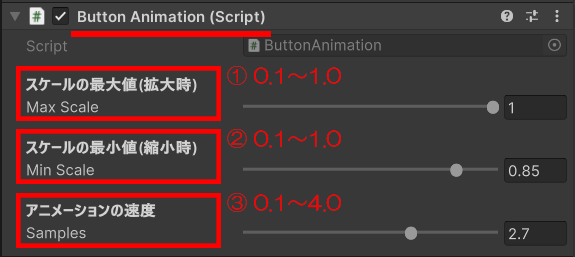 Button Animation (Script)
Script
ButtonAnimation
スケールの最大値(拡大時)
① 0.1～1.0
Max Scale
1
スケールの最小値(縮小時)
② 0.1～1.0
Min Scale
0.85
アニメーションの速度
③ 0.1～4.0
Samples
2.7